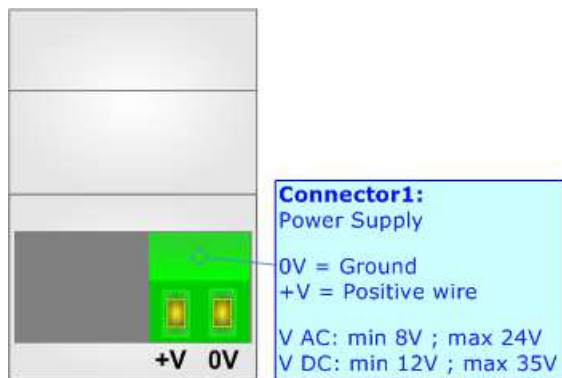 Connector1:
Power Supply
0V = Ground
+V = Positive wire
V AC: min 8V ; max 24V
V DC: min 12V ; max 35V
+V 0V